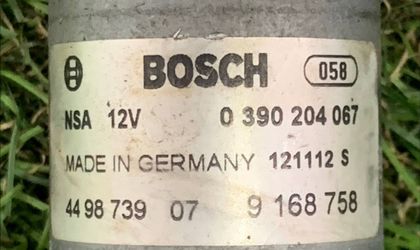 BOSCH 058
NSA 12V 0 390 204 067
MADE IN GERMANY 121112 S
44 98 739 07 9 168 758